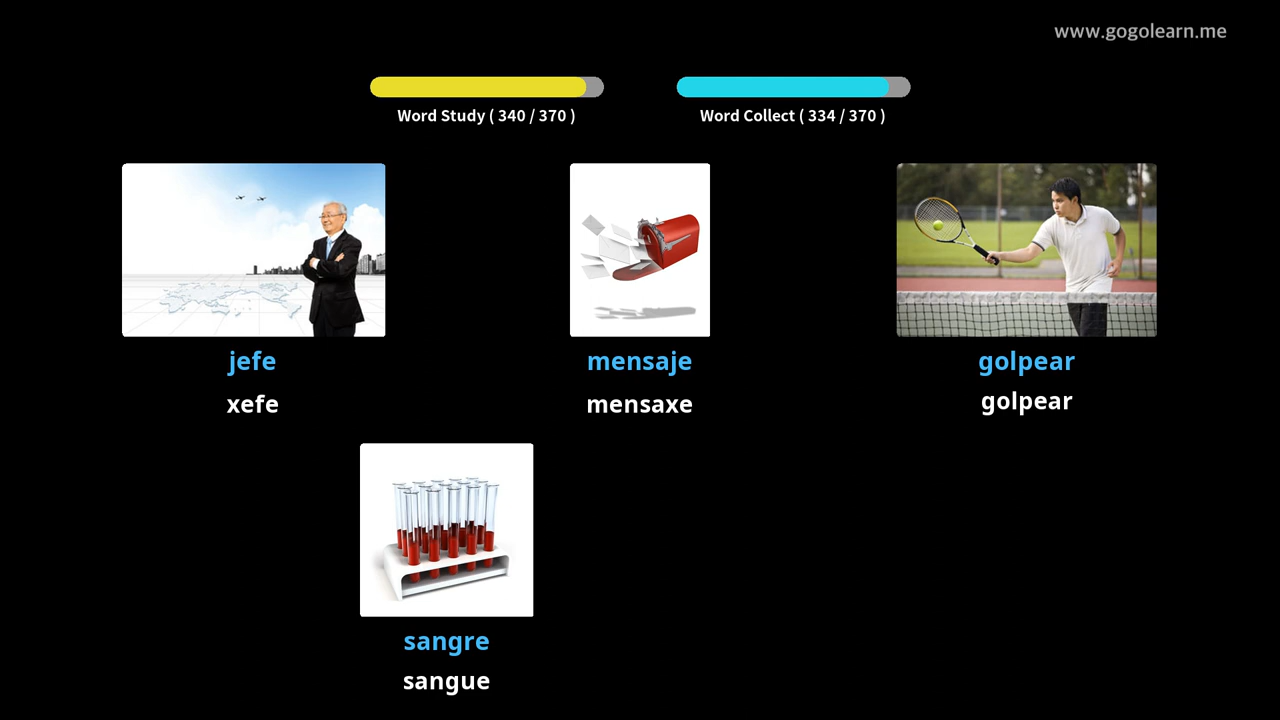 www.gogolearn.me
Word Study ( 340 / 370 )
Word Collect ( 334 / 370 )
jefe
xefe
mensaje
mensaxe
golpear
golpear
sangre
sangue